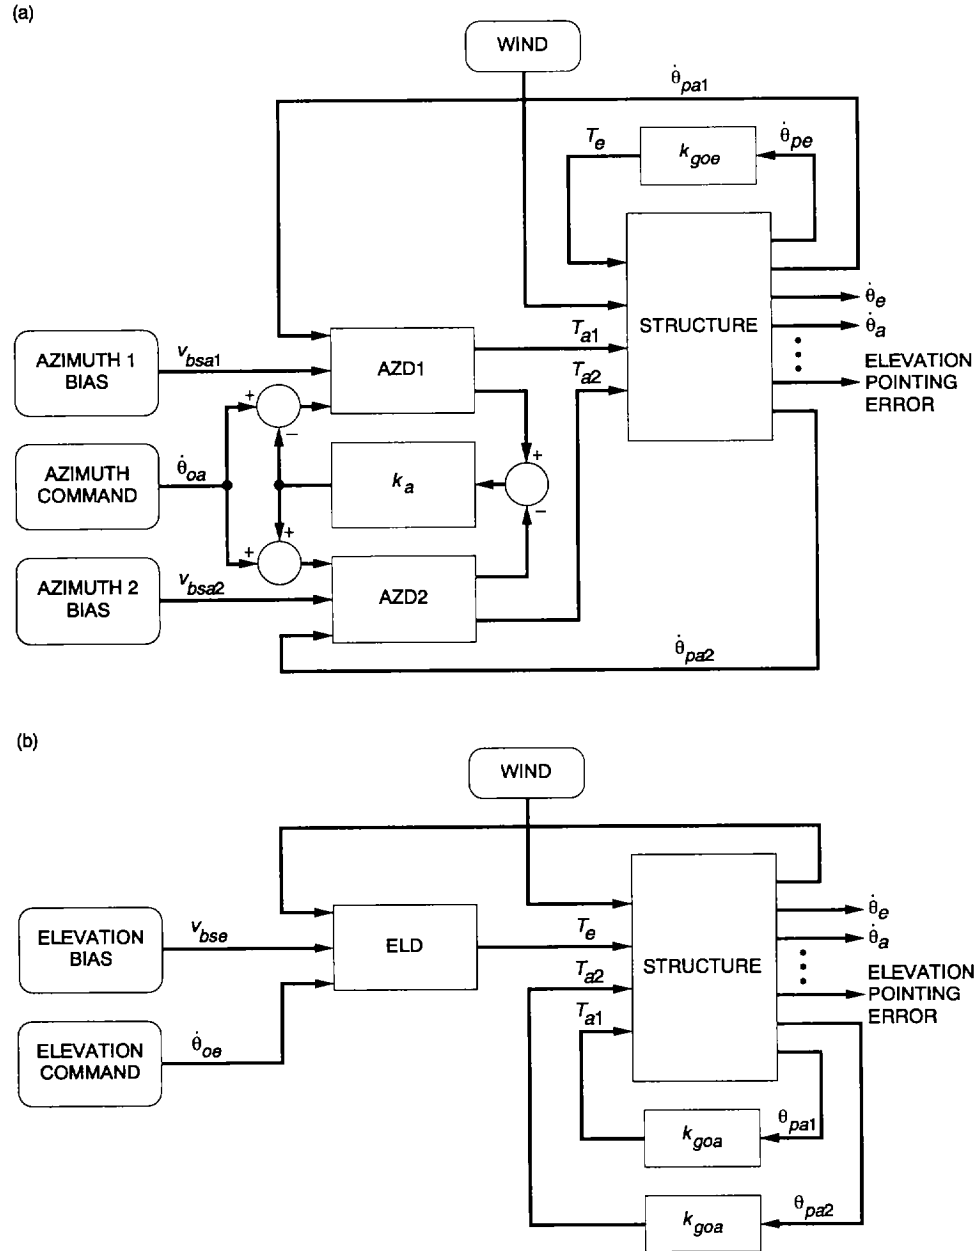 (a)
WIND
θ̇pa1
Te
kgoe
θ̇pe
STRUCTURE
θ̇e
θ̇a
ELEVATION
POINTING
ERROR
AZIMUTH 1
BIAS
vbsa1
AZD1
Ta1
Ta2
+
−
AZIMUTH
COMMAND
θ̇oa
ka
+
−
+
+
AZIMUTH 2
BIAS
vbsa2
AZD2
θ̇pa2
(b)
WIND
ELEVATION
BIAS
vbse
ELD
Te
Ta2
Ta1
STRUCTURE
θ̇e
θ̇a
ELEVATION
POINTING
ERROR
ELEVATION
COMMAND
θ̇oe
kgoa
θpa1
kgoa
θpa2